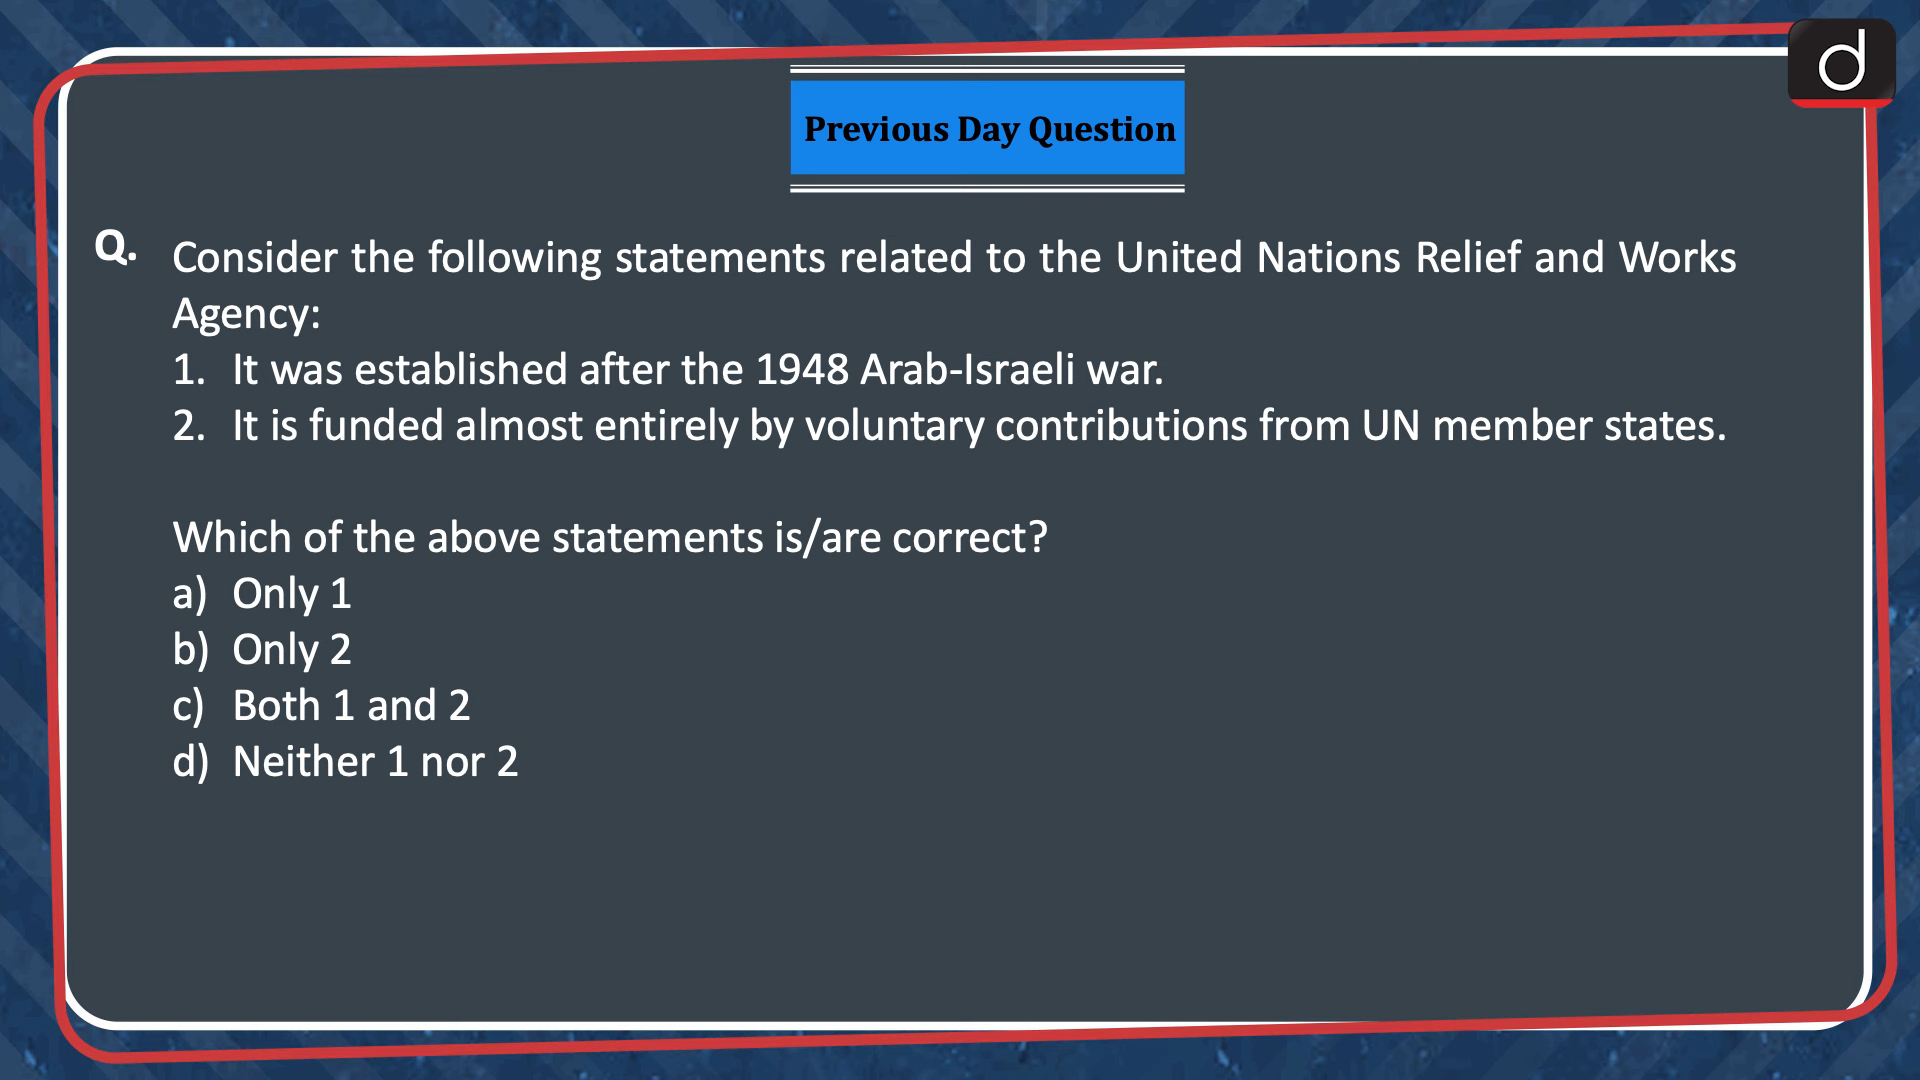 Previous Day Question
Q. Consider the following statements related to the United Nations Relief and Works
Agency:
1. It was established after the 1948 Arab-Israeli war.
2. It is funded almost entirely by voluntary contributions from UN member states.
Which of the above statements is/are correct?
a) Only 1
b) Only 2
c) Both 1 and 2
d) Neither 1 nor 2